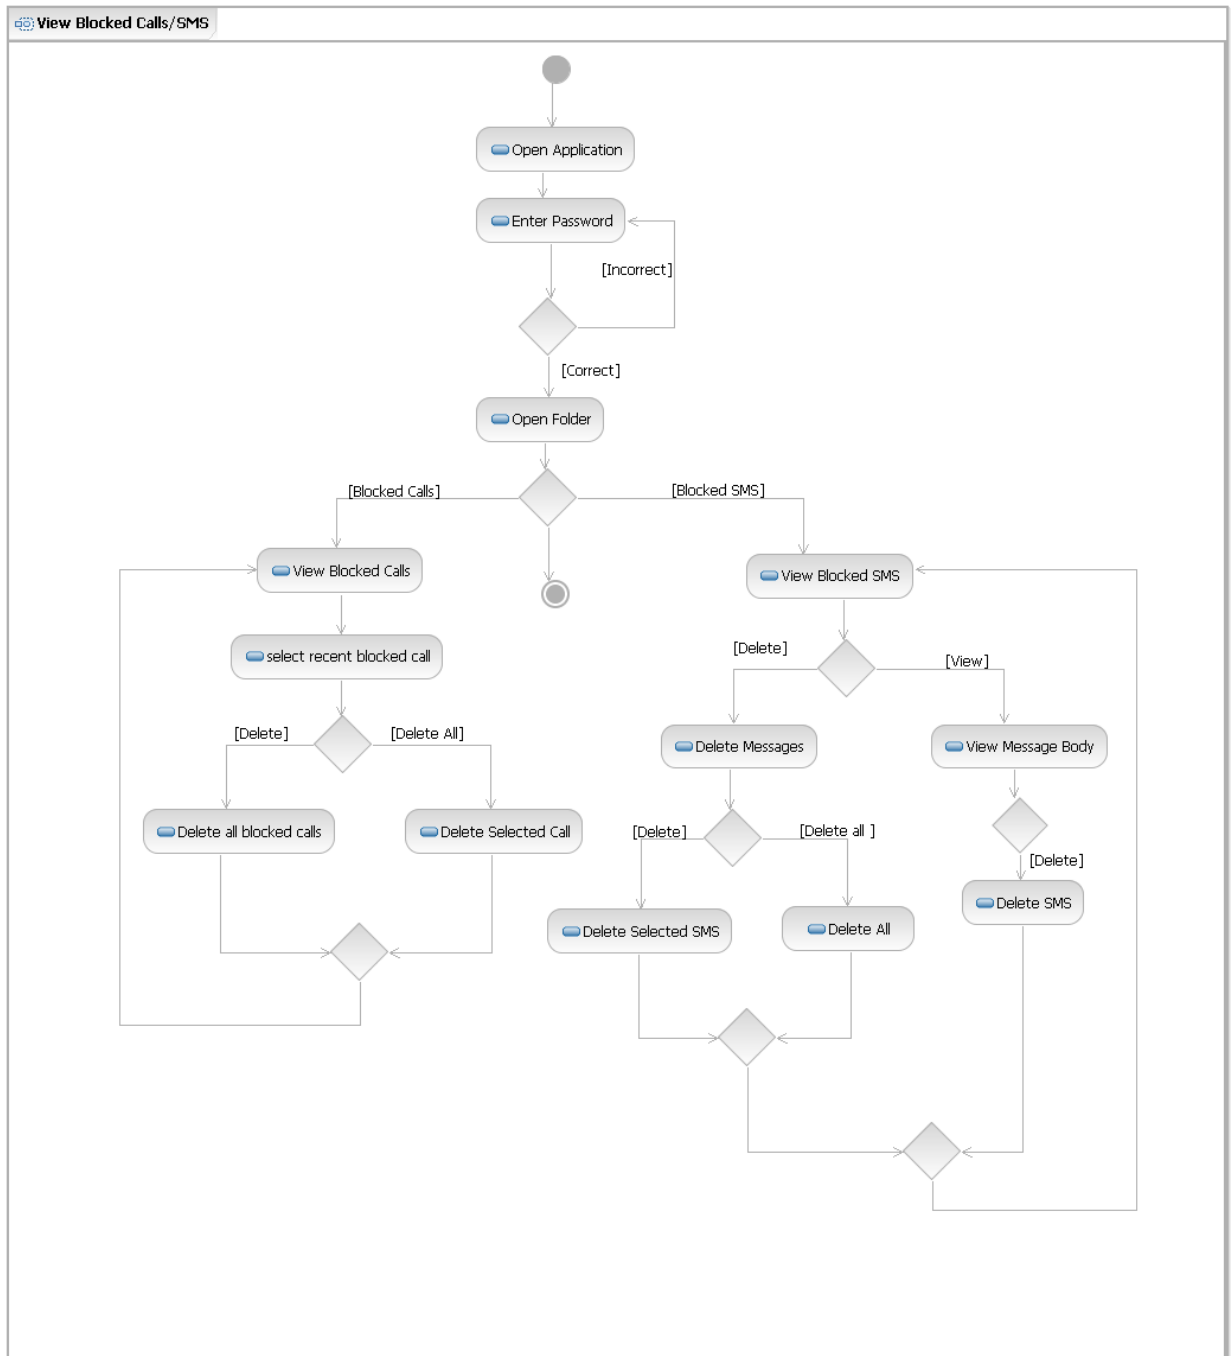 View Blocked Calls/SMS
Open Application
Enter Password
[Incorrect]
[Correct]
Open Folder
[Blocked Calls]
[Blocked SMS]
View Blocked Calls
View Blocked SMS
select recent blocked call
[Delete]
[View]
[Delete]
[Delete All]
Delete Messages
View Message Body
Delete all blocked calls
Delete Selected Call
[Delete]
[Delete all ]
[Delete]
Delete SMS
Delete Selected SMS
Delete All